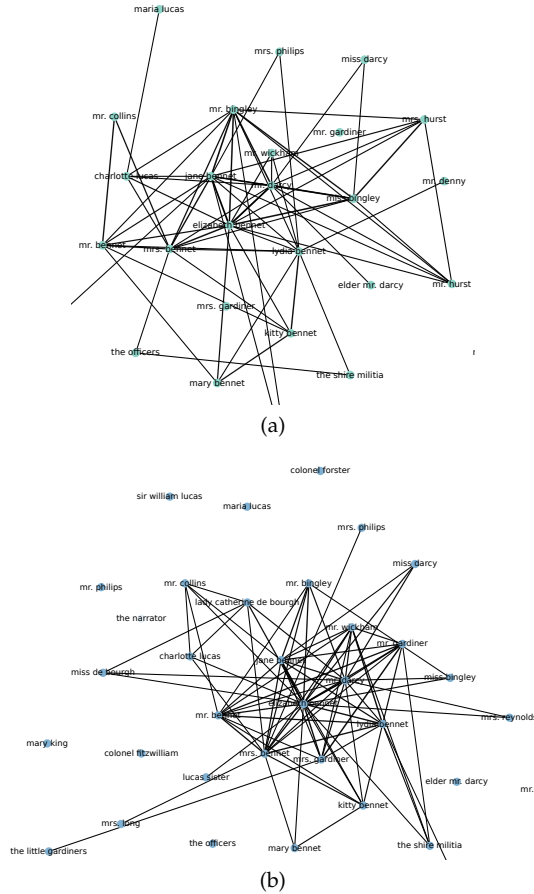 maria lucas
mrs. philips
miss darcy
mr. bingley
mr. collins
mrs. hurst
mr. gardiner
mr. wickham
charlotte lucas
jane bennet
mr. darcy
mr. denny
miss bingley
elizabeth bennet
mr. bennet
mrs. bennet
lydia bennet
elder mr. darcy
mr. hurst
mrs. gardiner
kitty bennet
the officers
mary bennet
the shire militia
(a)
colonel forster
sir william lucas
maria lucas
mrs. philips
miss darcy
mr. philips
mr. collins
mr. bingley
lady catherine de bourgh
the narrator
mr. wickham
mr. gardiner
charlotte lucas
jane bennet
miss de bourgh
mr. darcy
miss bingley
elizabeth bennet
mr. bennet
lydia bennet
mrs. reynolds
mary king
colonel fitzwilliam
mrs. bennet
mrs. gardiner
lucas sister
elder mr. darcy
mr.
kitty bennet
mrs. long
the officers
mary bennet
the shire militia
the little gardiners
(b)